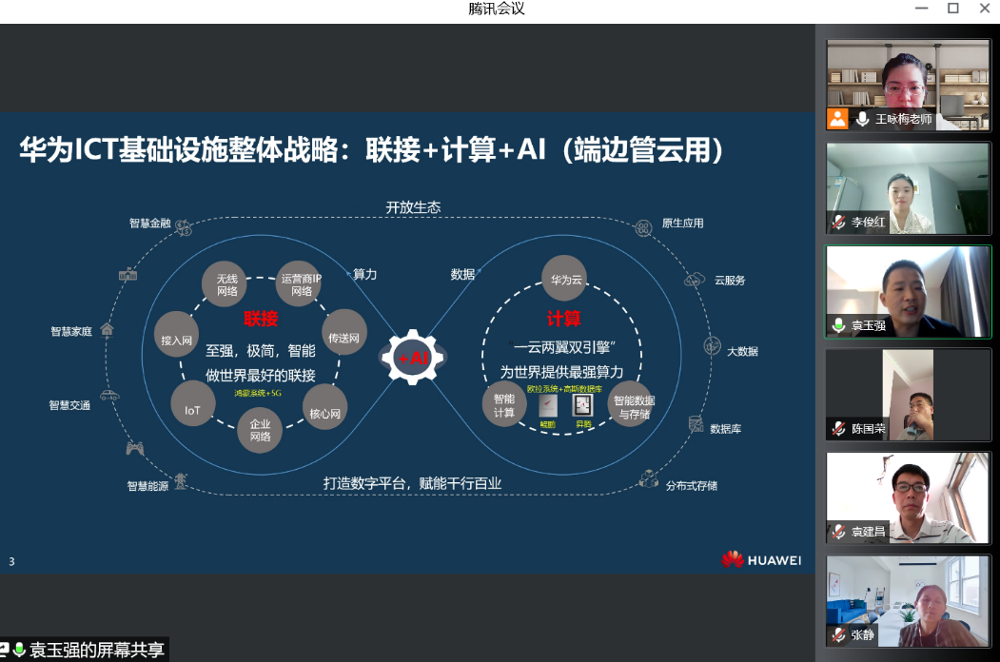 腾讯会议
华为ICT基础设施整体战略：联接+计算+AI（端边管云用）
开放生态
智慧金融
智慧家庭
智慧交通
智慧能源
无线
网络
运营商IP
网络
接入网
传送网
IoT
企业
网络
核心网
联接
至强，极简，智能
做世界最好的联接
鸿蒙系统+5G
算力
数据
+AI
华为云
计算
“一云两翼双引擎”
为世界提供最强算力
欧拉系统+高斯数据库
智能
计算
鲲鹏
昇腾
智能数据
与存储
原生应用
云服务
大数据
数据库
分布式存储
打造数字平台，赋能千行百业
3
HUAWEI
袁玉强的屏幕共享
王咏梅老师
李俊红
袁玉强
陈国荣
袁建昌
张静